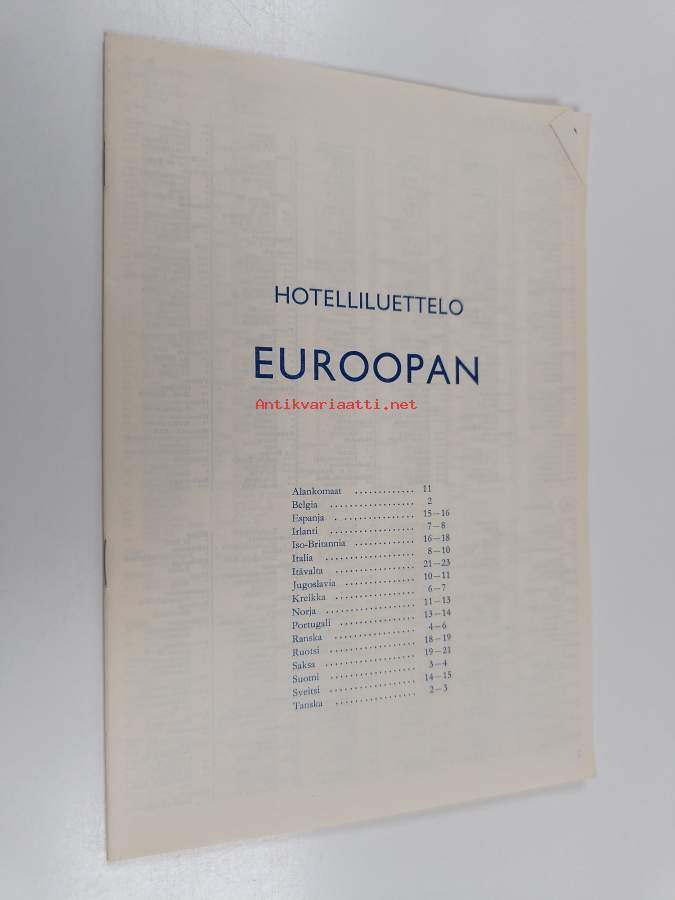 HOTELLILUETTELO
EUROOPAN
Antikvariaatti.net
Alankomaat ............. 11
Belgia .................. 2
Espanja . ............... 15—16
Irlanti .................. 7—8
Iso-Britannia ............. 16—18
Italia ................... 8—10
Itävalta ................. 21—23
Jugoslavia ............... 10—11
Kreikka ................. 6—7
Norja ................... 11—13
Portugali ................ 13—14
Ranska ................. 4—6
Ruotsi .................. 18—19
Saksa ................... 19—21
Suomi .................. 3—4
Sveitsi .................. 14—15
Tanska ................. 2—3